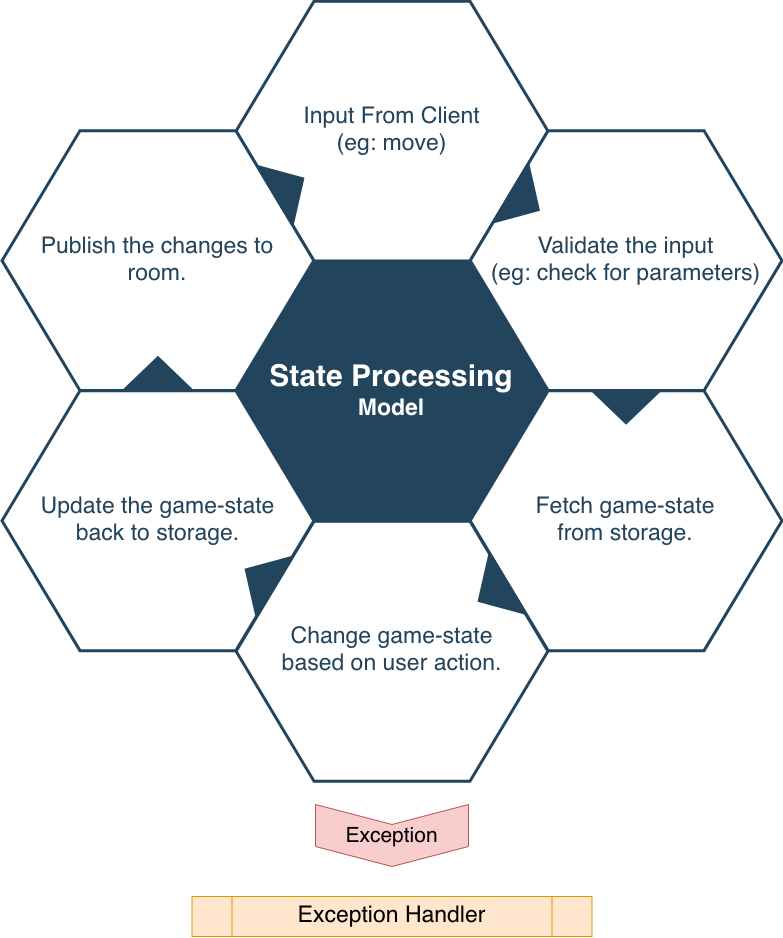 Input From Client
(eg: move)
Validate the input
(eg: check for parameters)
Publish the changes to
room.
State Processing
Model
Fetch game-state
from storage.
Update the game-state
back to storage.
Change game-state
based on user action.
Exception
Exception Handler